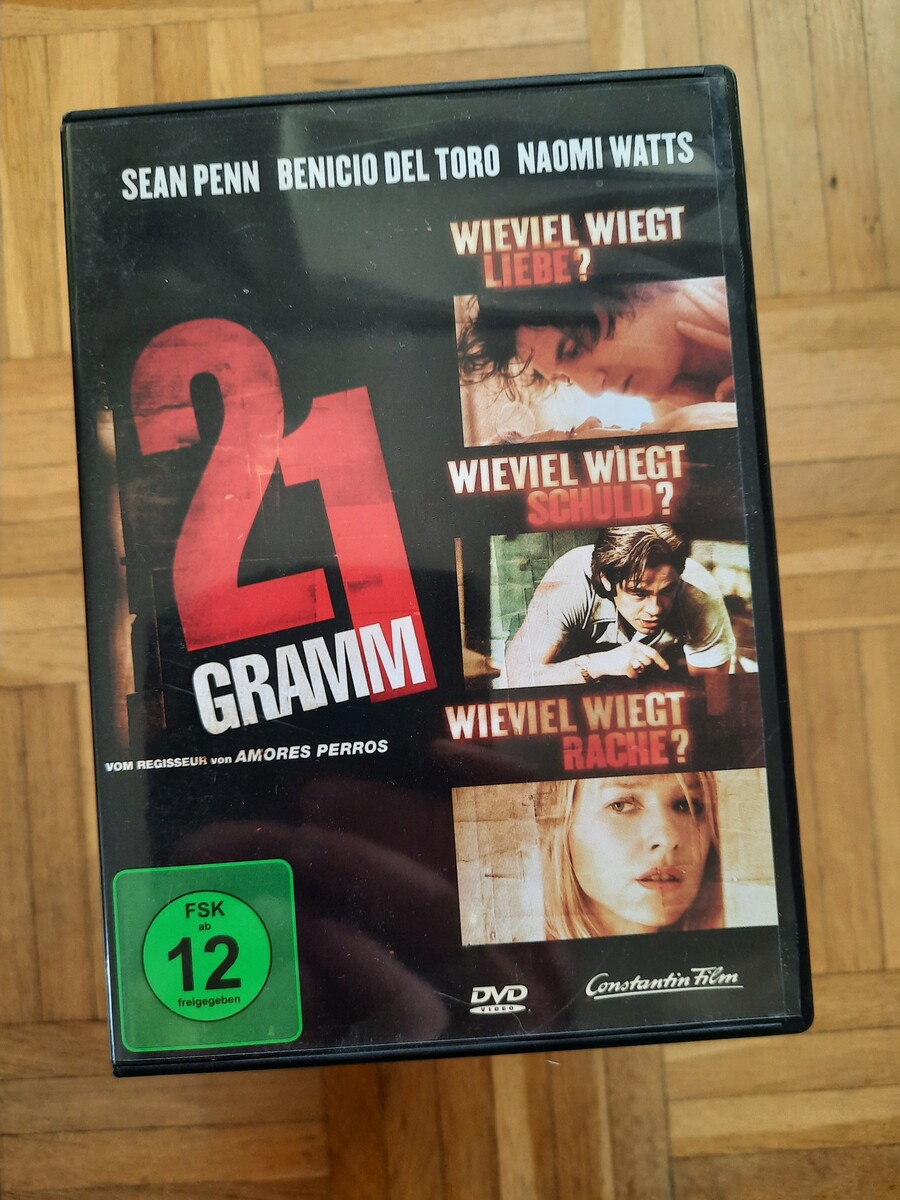 SEAN PENN BENICIO DEL TORO NAOMI WATTS
WIEVIEL WIEGT
LIEBE?
WIEVIEL WIEGT
SCHULD?
WIEVIEL WIEGT
RACHE?
21
GRAMM
VOM REGISSEUR von AMORES PERROS
FSK
ab
12
freigegeben
DVD
VIDEO
Constantin Film